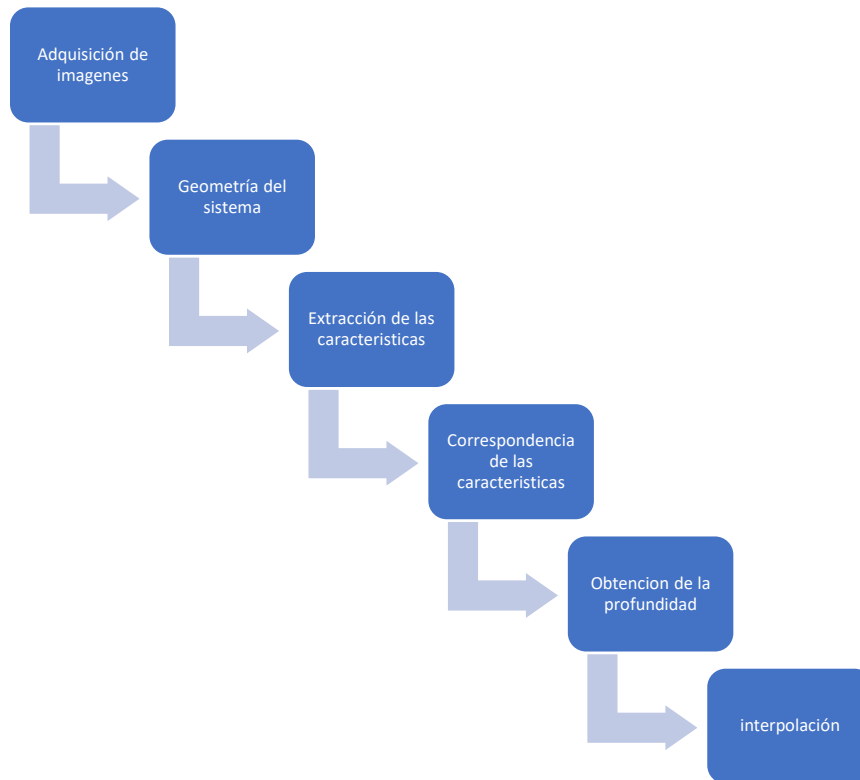 Adquisición de
imagenes
Geometría del
sistema
Extracción de las
caracteristicas
Correspondencia
de las
caracteristicas
Obtencion de la
profundidad
interpolación